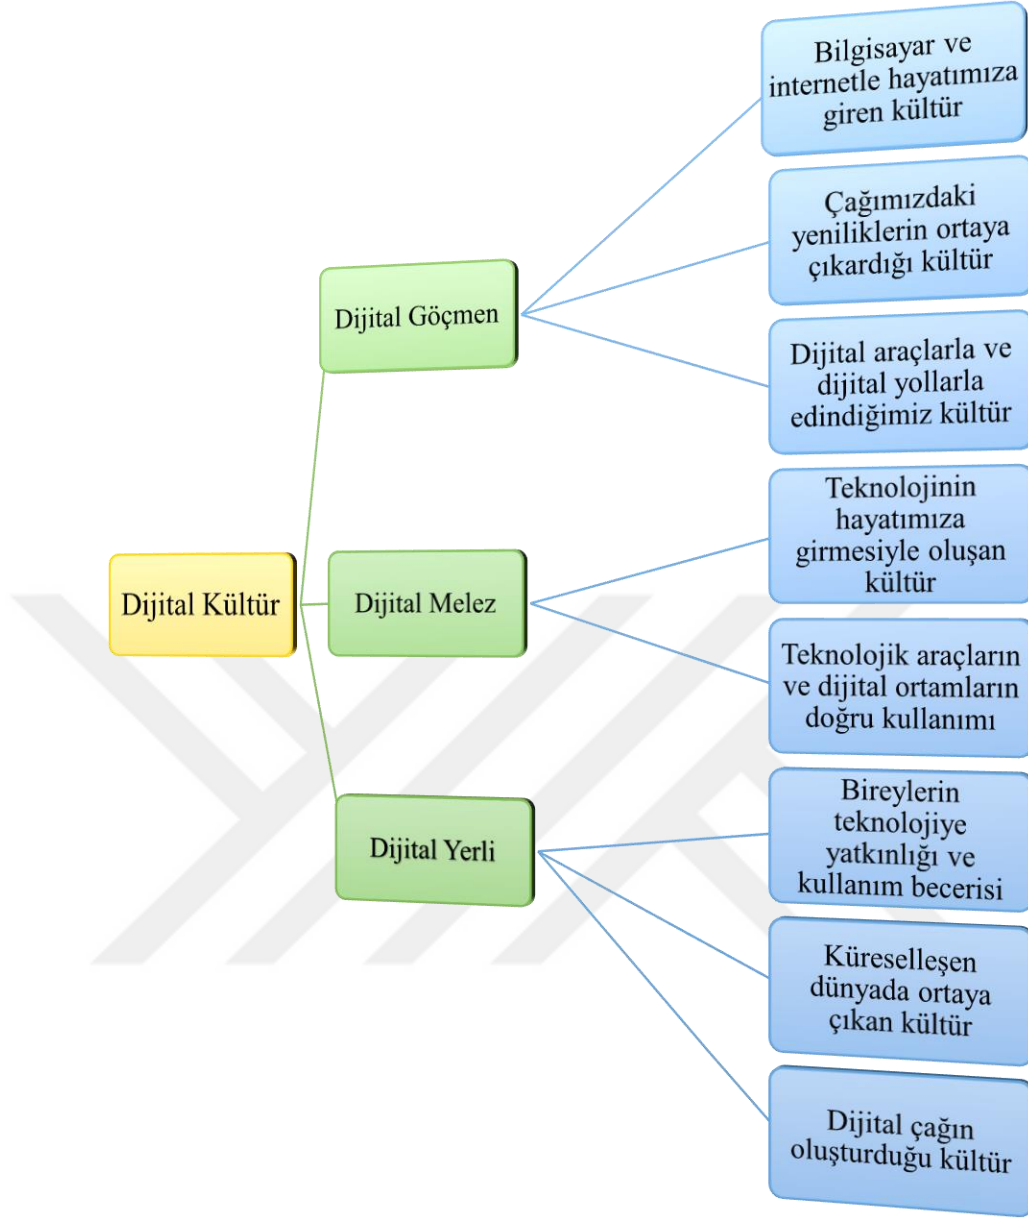 Dijital Kültür
Dijital Göçmen
Bilgisayar ve
internetle hayatımıza
giren kültür
Çağımızdaki
yeniliklerin ortaya
çıkardığı kültür
Dijital araçlarla ve
dijital yollarla
edindiğimiz kültür
Dijital Melez
Teknolojinin
hayatımıza
girmesiyle oluşan
kültür
Teknolojik araçların
ve dijital ortamların
doğru kullanımı
Dijital Yerli
Bireylerin
teknolojiye
yatkınlığı ve
kullanım becerisi
Küreselleşen
dünyada ortaya
çıkan kültür
Dijital çağın
oluşturduğu kültür